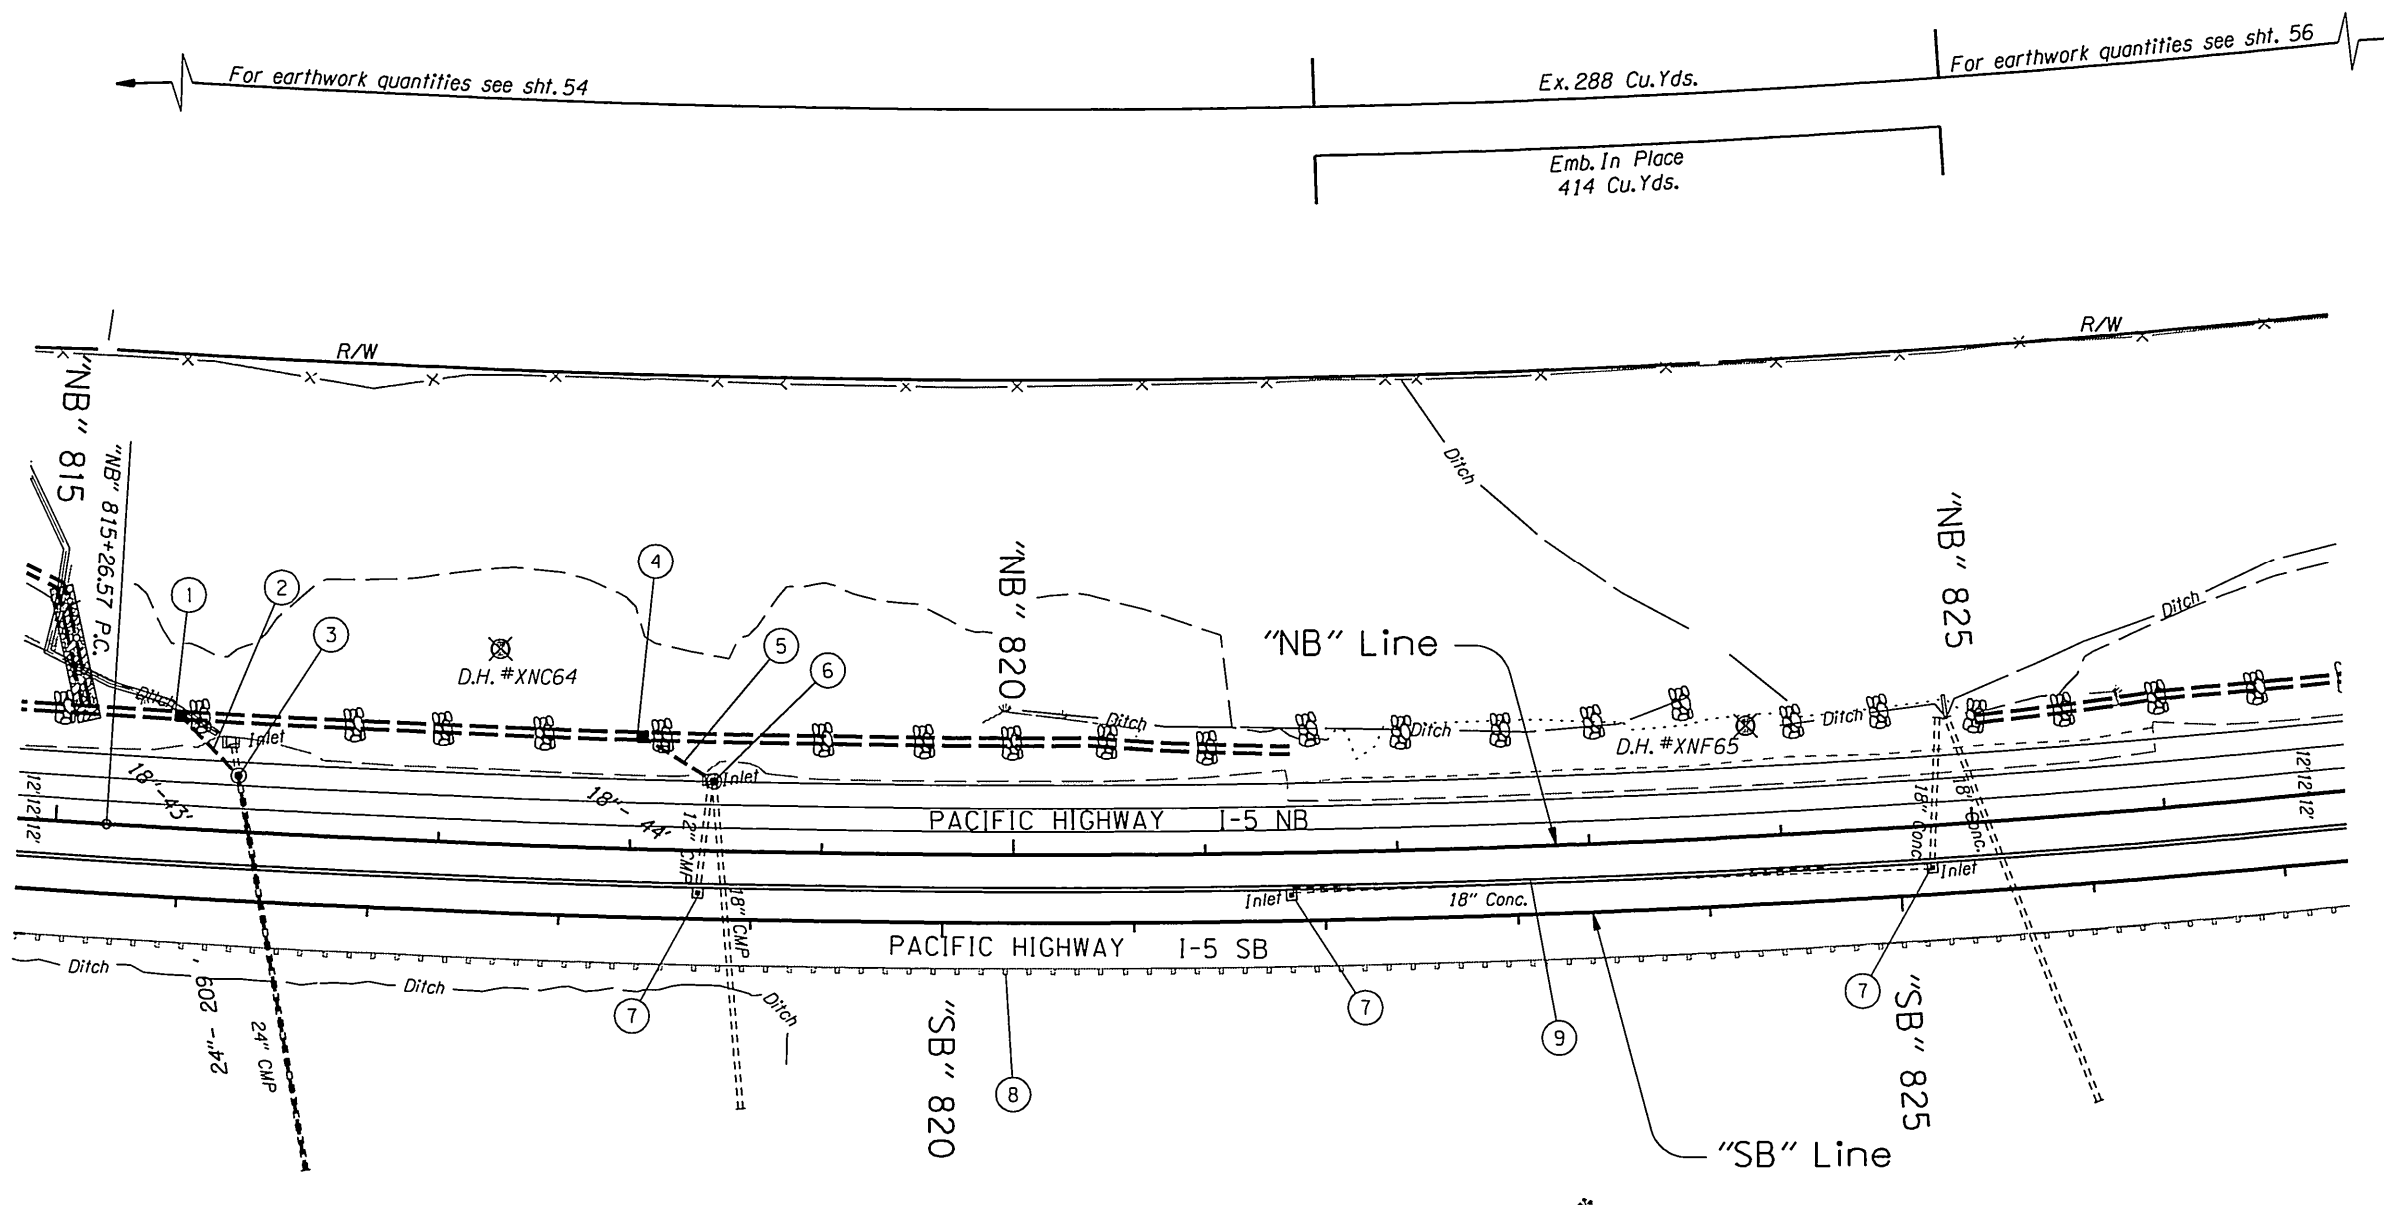 For earthwork quantities see sht. 54
Ex. 288 Cu.Yds.
For earthwork quantities see sht. 56
Emb. In Place
414 Cu.Yds.
R/W
R/W
"NB" 815
"NB" 815+26.57 P.C.
Ditch
"NB" 825
1
2
3
4
5
6
D.H. #XNC64
"NB" 820
"NB" Line
Ditch
Ditch
Inlet
Ditch
Ditch
D.H. #XNF65
Ditch
Inlet
18"- 43'
18"- 44'
12' 12' 12'
12' 12' 12'
12" CMP
PACIFIC HIGHWAY I-5 NB
18" Conc.
18" Conc.
Inlet
Inlet
18" Conc.
18" CMP
PACIFIC HIGHWAY I-5 SB
Ditch
Ditch
Ditch
24"- 209'
24" CMP
7
7
7
8
9
"SB" 820
"SB" 825
"SB" Line